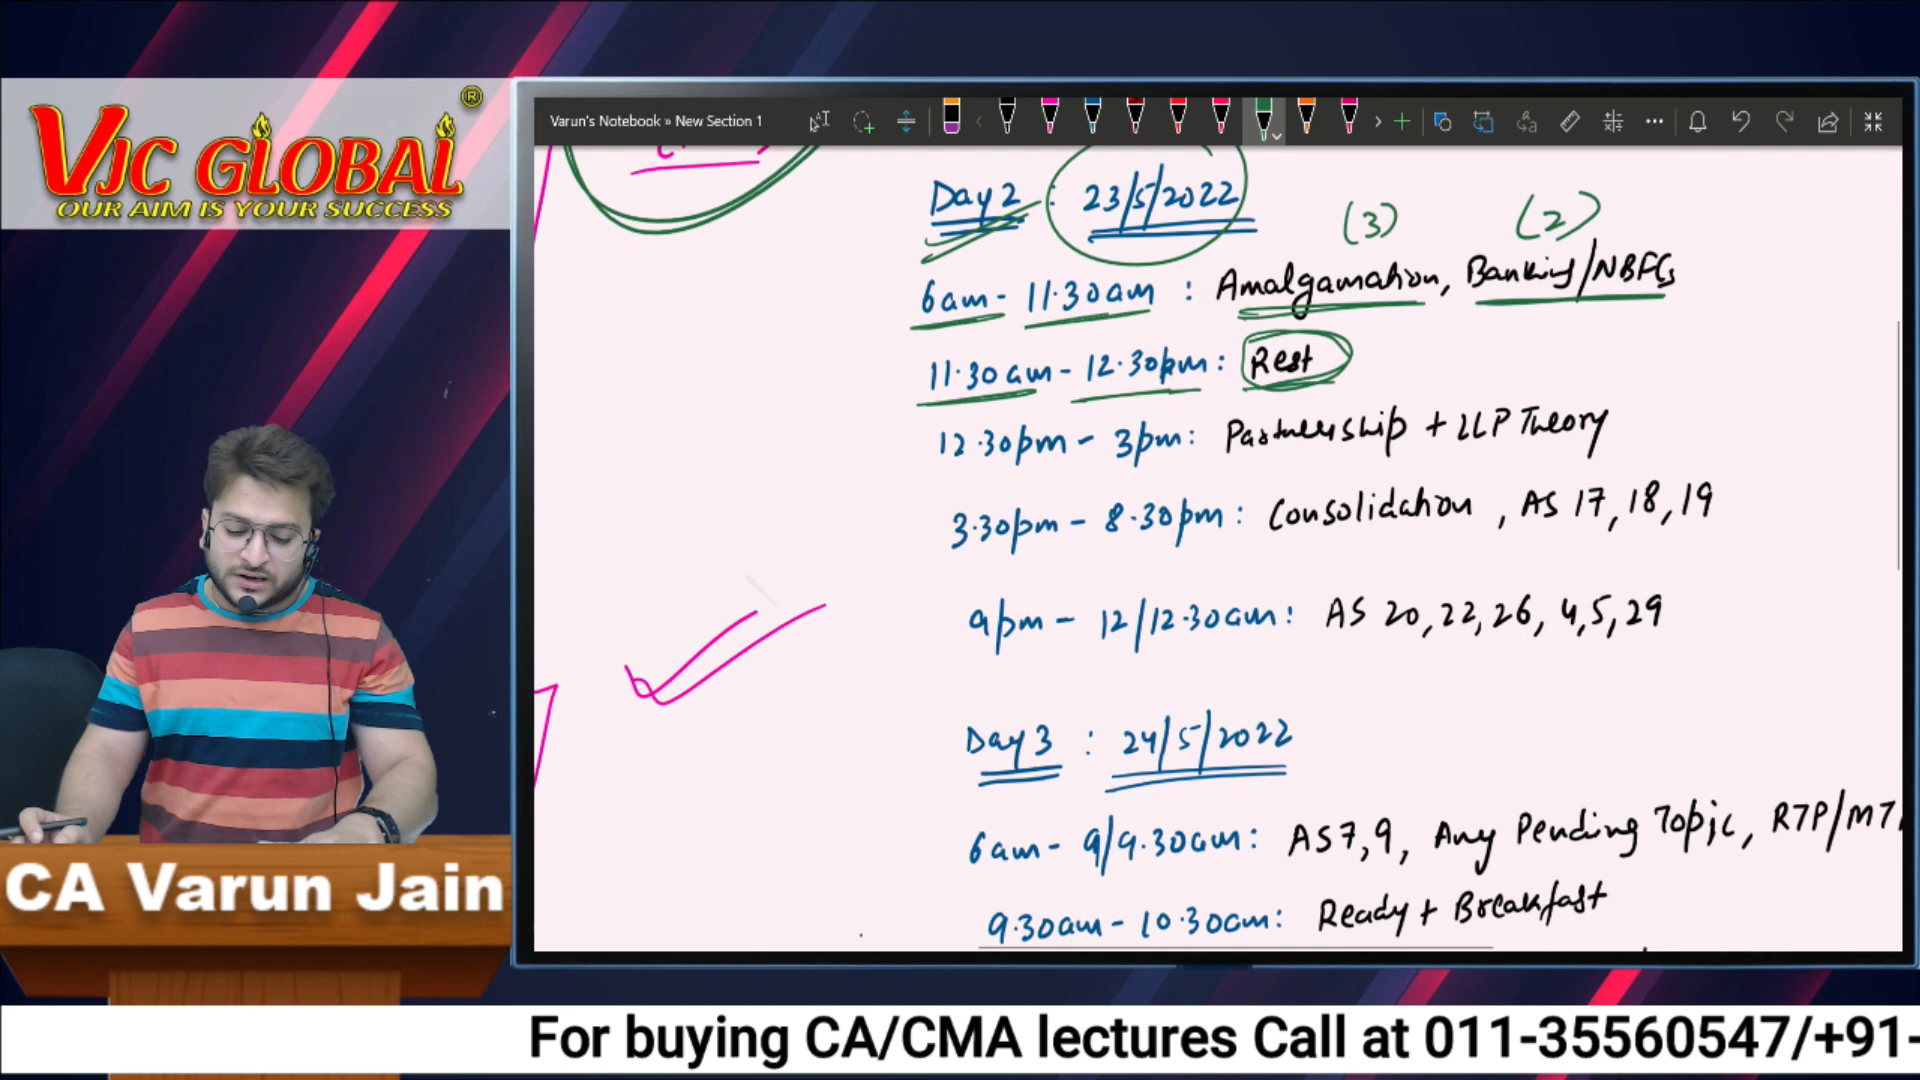 VJC GLOBAL®
OUR AIM IS YOUR SUCCESS
Varun's Notebook » New Section 1
Day 2 : 23/5/2022
(3) (2)
6am - 11.30am : Amalgamation, Banking/NBFCs
11.30am - 12.30pm : Rest
12.30pm - 3pm : Partnership + LLP Theory
3.30pm - 8.30pm : Consolidation, AS 17, 18, 19
9pm - 12/12.30am : AS 20, 22, 26, 4, 5, 29
Day 3 : 24/5/2022
6am - 9/9.30am : AS 7, 9, Any Pending Topic, RTP/MT
9.30am - 10.30am : Ready + Breakfast
CA Varun Jain
For buying CA/CMA lectures Call at 011-35560547/+91-